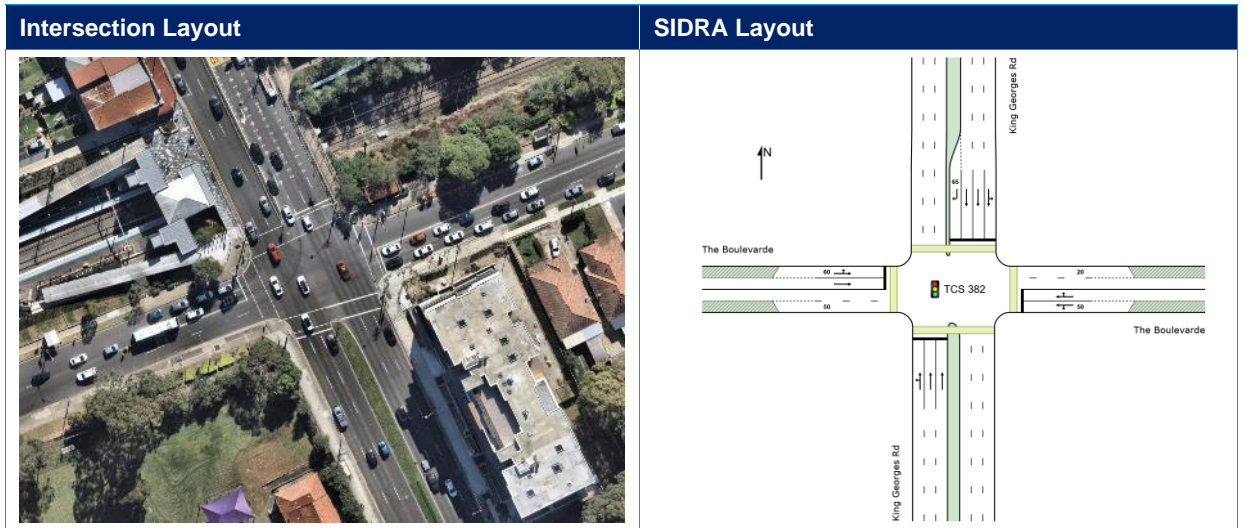 Intersection Layout
SIDRA Layout
King Georges Rd
N
65
The Boulevarde
60
20
TCS 382
50
50
The Boulevarde
King Georges Rd